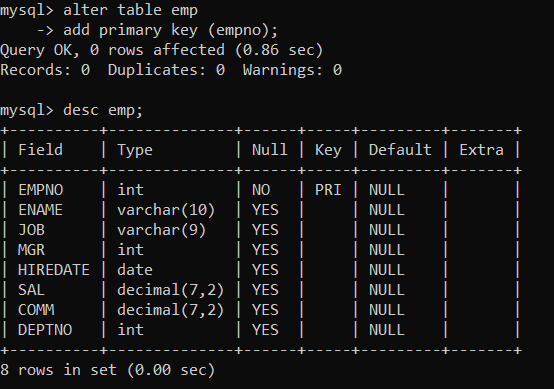 mysql> alter table emp
    -> add primary key (empno);
Query OK, 0 rows affected (0.86 sec)
Records: 0  Duplicates: 0  Warnings: 0

mysql> desc emp;
+----------+--------------+------+-----+---------+-------+
| Field    | Type         | Null | Key | Default | Extra |
+----------+--------------+------+-----+---------+-------+
| EMPNO    | int          | NO   | PRI | NULL    |       |
| ENAME    | varchar(10)  | YES  |     | NULL    |       |
| JOB      | varchar(9)   | YES  |     | NULL    |       |
| MGR      | int          | YES  |     | NULL    |       |
| HIREDATE | date         | YES  |     | NULL    |       |
| SAL      | decimal(7,2) | YES  |     | NULL    |       |
| COMM     | decimal(7,2) | YES  |     | NULL    |       |
| DEPTNO   | int          | YES  |     | NULL    |       |
+----------+--------------+------+-----+---------+-------+
8 rows in set (0.00 sec)